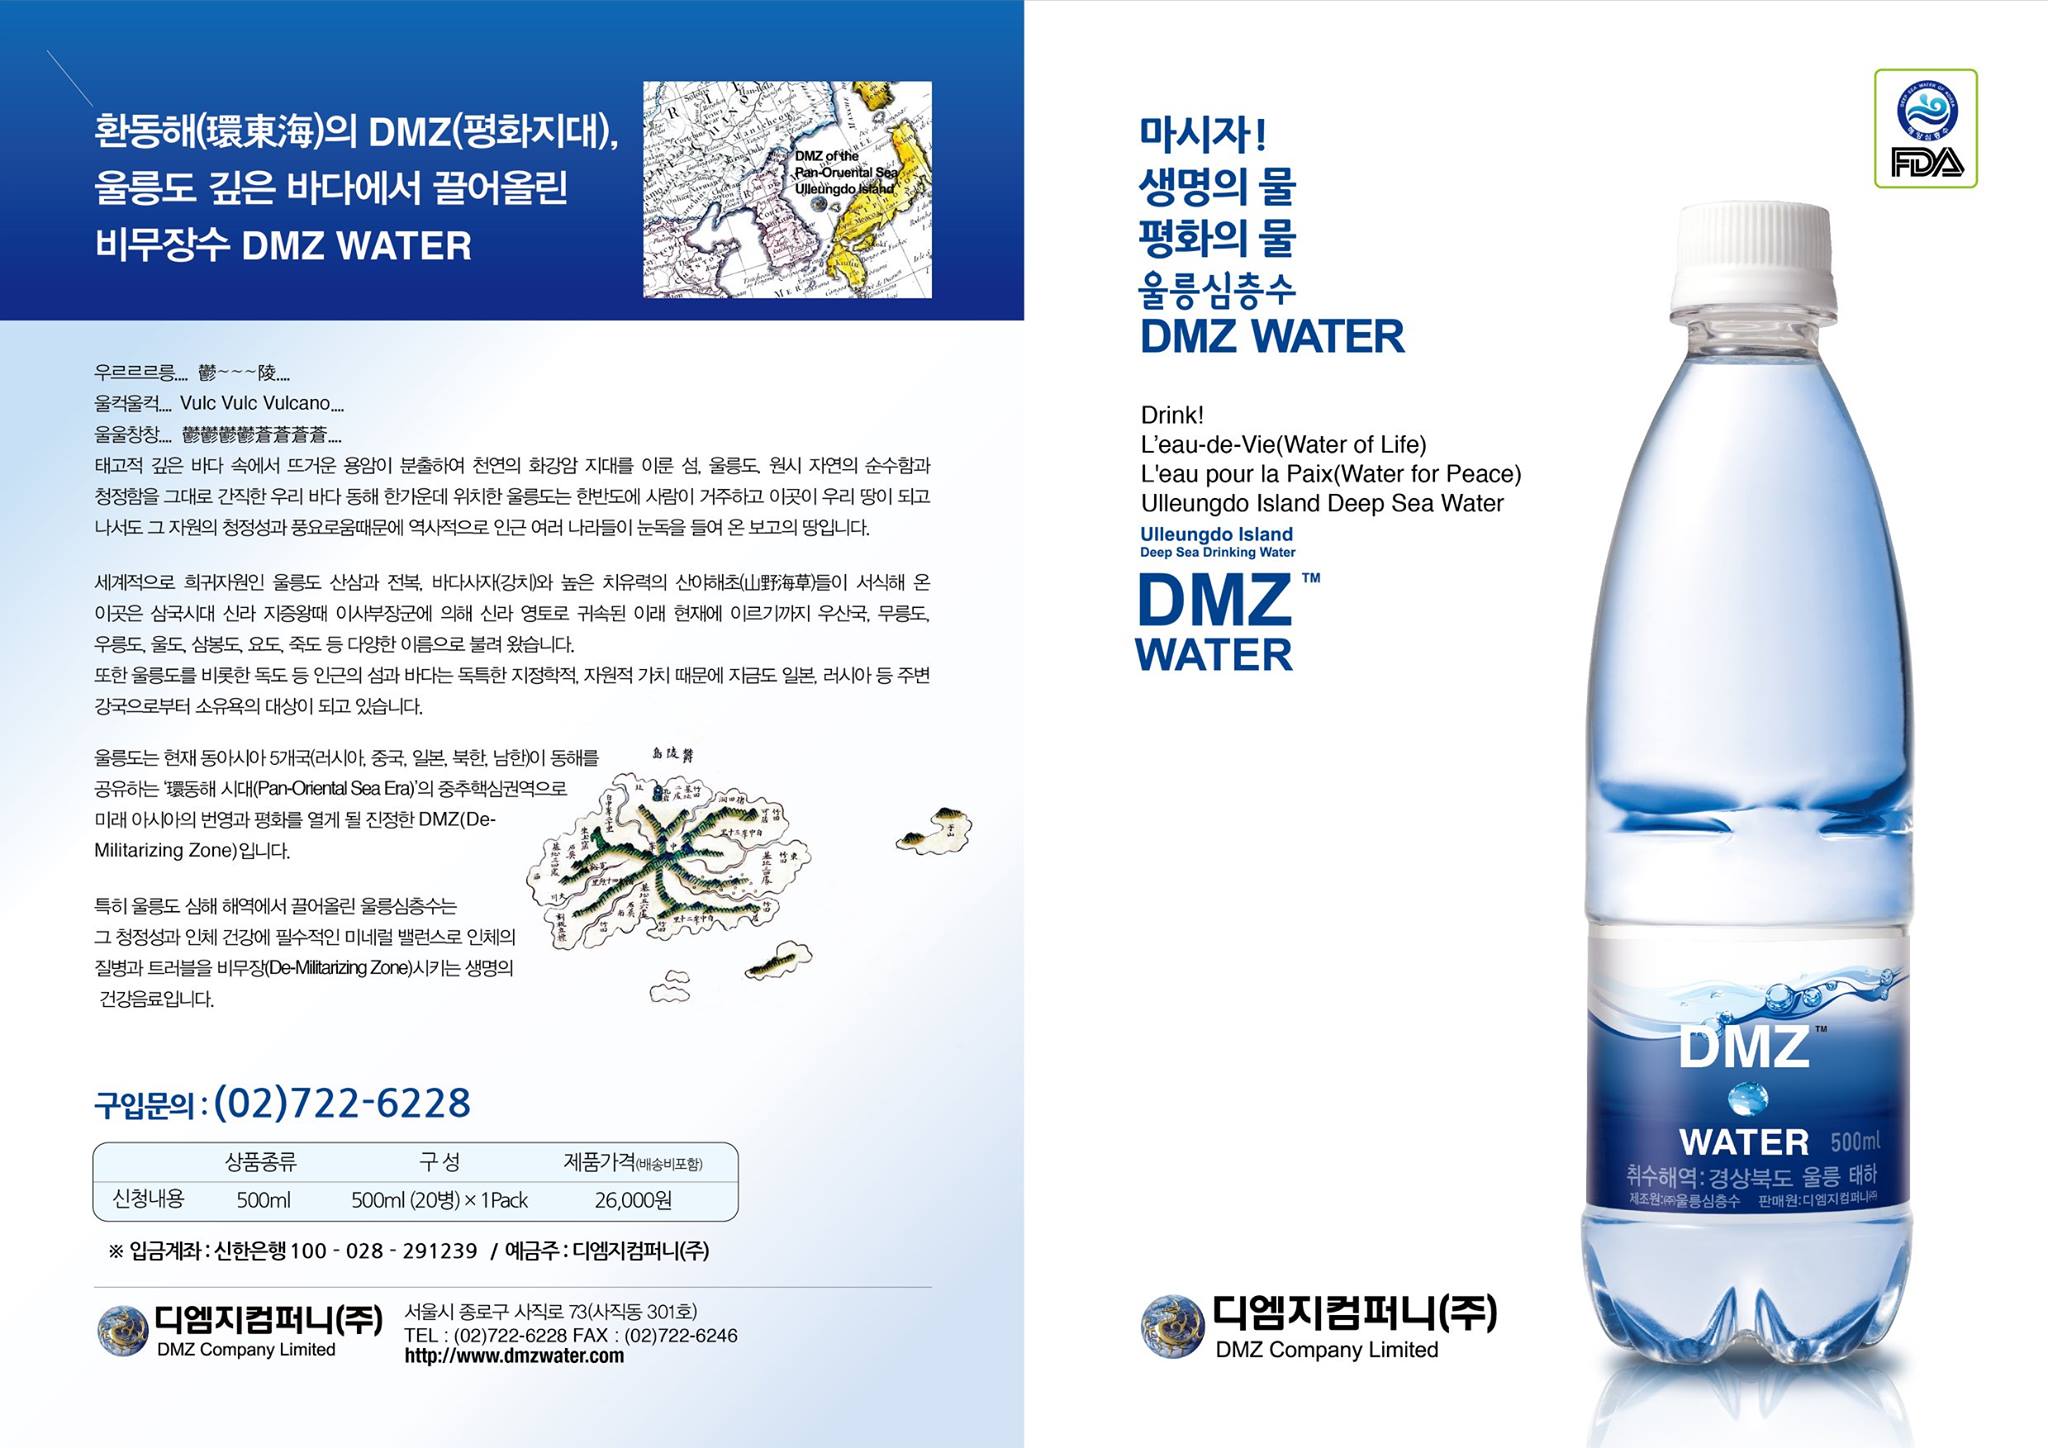 환동해(環東海)의 DMZ(평화지대),
울릉도 깊은 바다에서 끌어올린
비무장수 DMZ WATER
DMZ of the
Pan-Oruental Sea
Ulleungdo Island
우르르르릉.... 鬱~~~陵....
울컥울컥.... Vulc Vulc Vulcano....
울울창창.... 鬱鬱鬱鬱蒼蒼蒼蒼....
태고적 깊은 바다 속에서 뜨거운 용암이 분출하여 천연의 화강암 지대를 이룬 섬, 울릉도. 원시 자연의 순수함과
청정함을 그대로 간직한 우리 바다 동해 한가운데 위치한 울릉도는 한반도에 사람이 거주하고 이곳이 우리 땅이 되고
나서도 그 자원의 청정성과 풍요로움때문에 역사적으로 인근 여러 나라들이 눈독을 들여 온 보고의 땅입니다.
세계적으로 희귀자원인 울릉도 산삼과 전복, 바다사자(강치)와 높은 치유력의 산야해초(山野海草)들이 서식해 온
이곳은 삼국시대 신라 지증왕때 이사부장군에 의해 신라 영토로 귀속된 이래 현재에 이르기까지 우산국, 무릉도,
우릉도, 울도, 삼봉도, 요도, 죽도 등 다양한 이름으로 불려 왔습니다.
또한 울릉도를 비롯한 독도 등 인근의 섬과 바다는 독특한 지정학적, 자원적 가치 때문에 지금도 일본, 러시아 등 주변
강국으로부터 소유욕의 대상이 되고 있습니다.
울릉도는 현재 동아시아 5개국(러시아, 중국, 일본, 북한, 남한)이 동해를
공유하는 '環동해 시대(Pan-Oriental Sea Era)'의 중추핵심권역으로
미래 아시아의 번영과 평화를 열게 될 진정한 DMZ(De-
Militarizing Zone)입니다.
특히 울릉도 심해 해역에서 끌어올린 울릉심층수는
그 청정성과 인체 건강에 필수적인 미네럴 밸런스로 인체의
질병과 트러블을 비무장(De-Militarizing Zone)시키는 생명의
건강음료입니다.
島陵鬱
구입문의 : (02)722-6228
상품종류 구 성 제품가격(배송비포함)
신청내용 500ml 500ml (20병) × 1Pack 26,000원
※ 입금계좌 : 신한은행 100 - 028 - 291239 / 예금주 : 디엠지컴퍼니(주)
디엠지컴퍼니(주)
DMZ Company Limited
서울시 종로구 사직로 73(사직동 301호)
TEL : (02)722-6228 FAX : (02)722-6246
http://www.dmzwater.com
마시자!
생명의 물
평화의 물
울릉심층수
DMZ WATER
Drink!
L'eau-de-Vie(Water of Life)
L'eau pour la Paix(Water for Peace)
Ulleungdo Island Deep Sea Water
Ulleungdo Island
Deep Sea Drinking Water
DMZ™
WATER
DEEP SEA WATER OF KOREA
해양심층수
FDA
DMZ™
WATER 500ml
취수해역:경상북도 울릉 태하
제조원:㈜울릉심층수 판매원:디엠지컴퍼니㈜
디엠지컴퍼니(주)
DMZ Company Limited